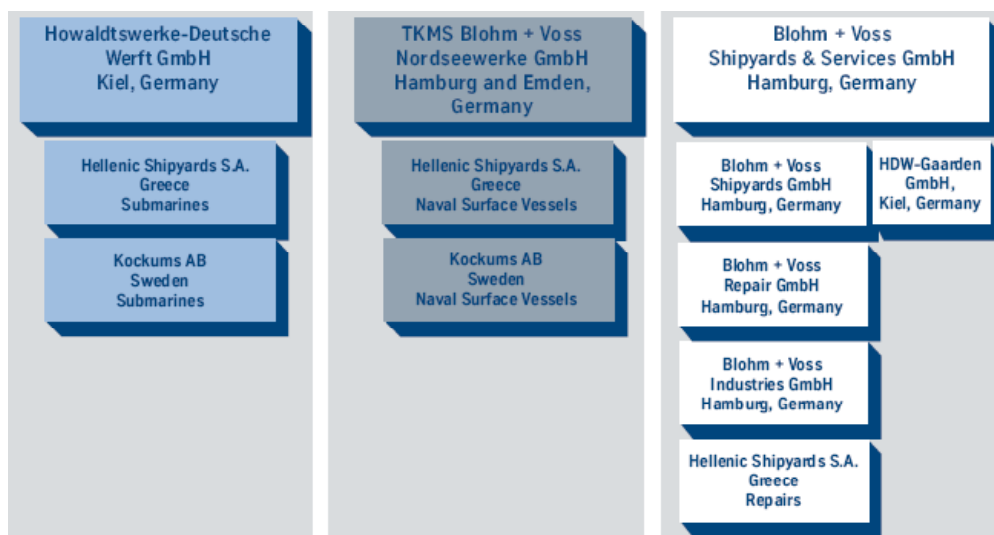 Howaldtswerke-Deutsche
Werft GmbH
Kiel, Germany
Hellenic Shipyards S.A.
Greece
Submarines
Kockums AB
Sweden
Submarines
TKMS Blohm + Voss
Nordseewerke GmbH
Hamburg and Emden,
Germany
Hellenic Shipyards S.A.
Greece
Naval Surface Vessels
Kockums AB
Sweden
Naval Surface Vessels
Blohm + Voss
Shipyards & Services GmbH
Hamburg, Germany
Blohm + Voss
Shipyards GmbH
Hamburg, Germany
HDW-Gaarden
GmbH,
Kiel, Germany
Blohm + Voss
Repair GmbH
Hamburg, Germany
Blohm + Voss
Industries GmbH
Hamburg, Germany
Hellenic Shipyards S.A.
Greece
Repairs